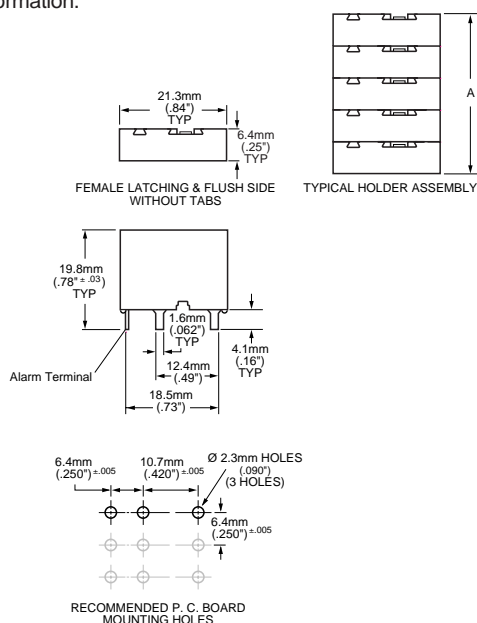 ormation.
21.3mm
(.84")
TYP
6.4mm
(.25")
TYP
A
FEMALE LATCHING & FLUSH SIDE
WITHOUT TABS
TYPICAL HOLDER ASSEMBLY
19.8mm
(.78" ± .03)
TYP
1.6mm
(.062")
TYP
4.1mm
(.16")
TYP
12.4mm
(.49")
Alarm Terminal
18.5mm
(.73")
6.4mm
(.250") ±.005
10.7mm
(.420") ±.005
Ø 2.3mm HOLES
(.090")
(3 HOLES)
6.4mm
(.250") ±.005
RECOMMENDED P. C. BOARD
MOUNTING HOLES